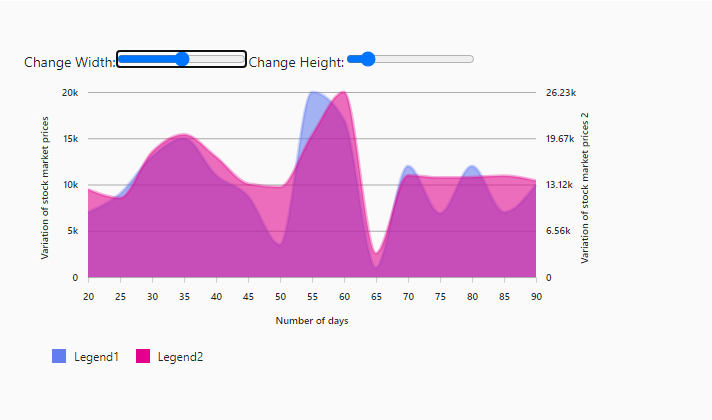 Change Width: Change Height:
Variation of stock market prices
20k
15k
10k
5k
0
26.23k
19.67k
13.12k
6.56k
0
Variation of stock market prices 2
20 25 30 35 40 45 50 55 60 65 70 75 80 85 90
Number of days
Legend1 Legend2